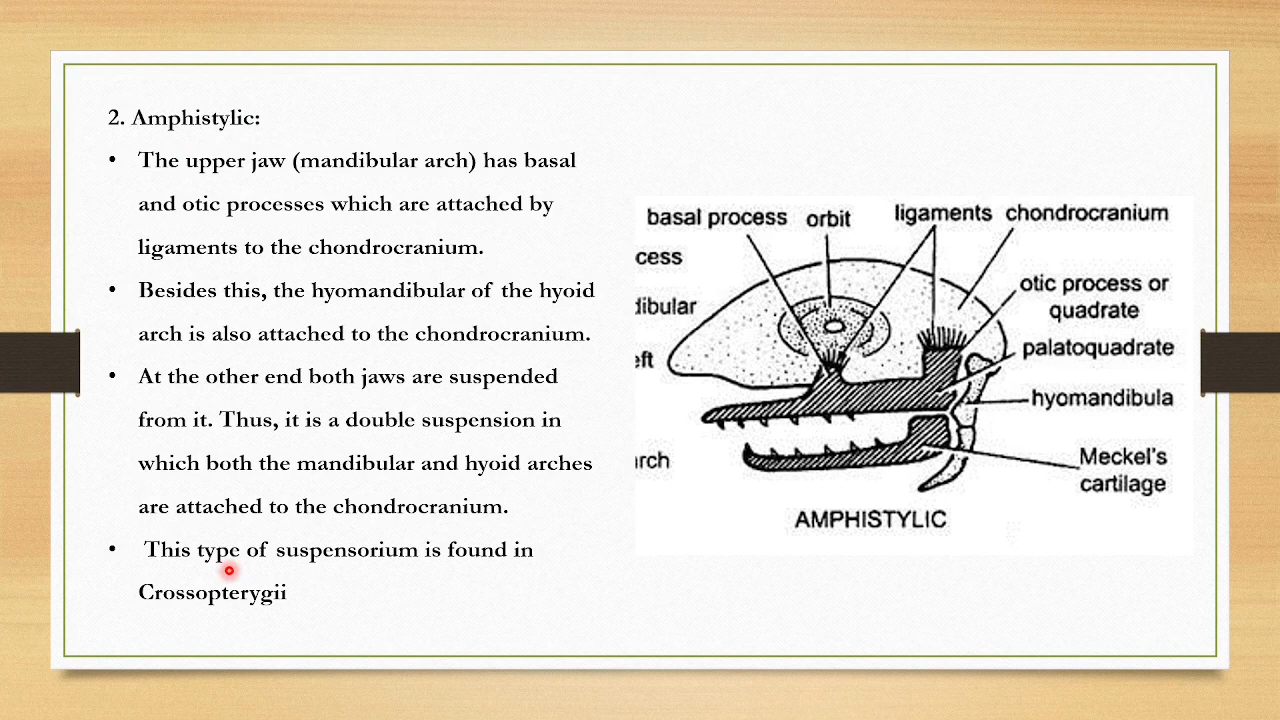 2. Amphistylic:
• The upper jaw (mandibular arch) has basal
and otic processes which are attached by
ligaments to the chondrocranium.
• Besides this, the hyomandibular of the hyoid
arch is also attached to the chondrocranium.
• At the other end both jaws are suspended
from it. Thus, it is a double suspension in
which both the mandibular and hyoid arches
are attached to the chondrocranium.
• This type of suspensorium is found in
Crossopterygii
basal process orbit ligaments chondrocranium
cess
dibular
eft
arch
otic process or
quadrate
palatoquadrate
hyomandibula
Meckel's
cartilage
AMPHISTYLIC